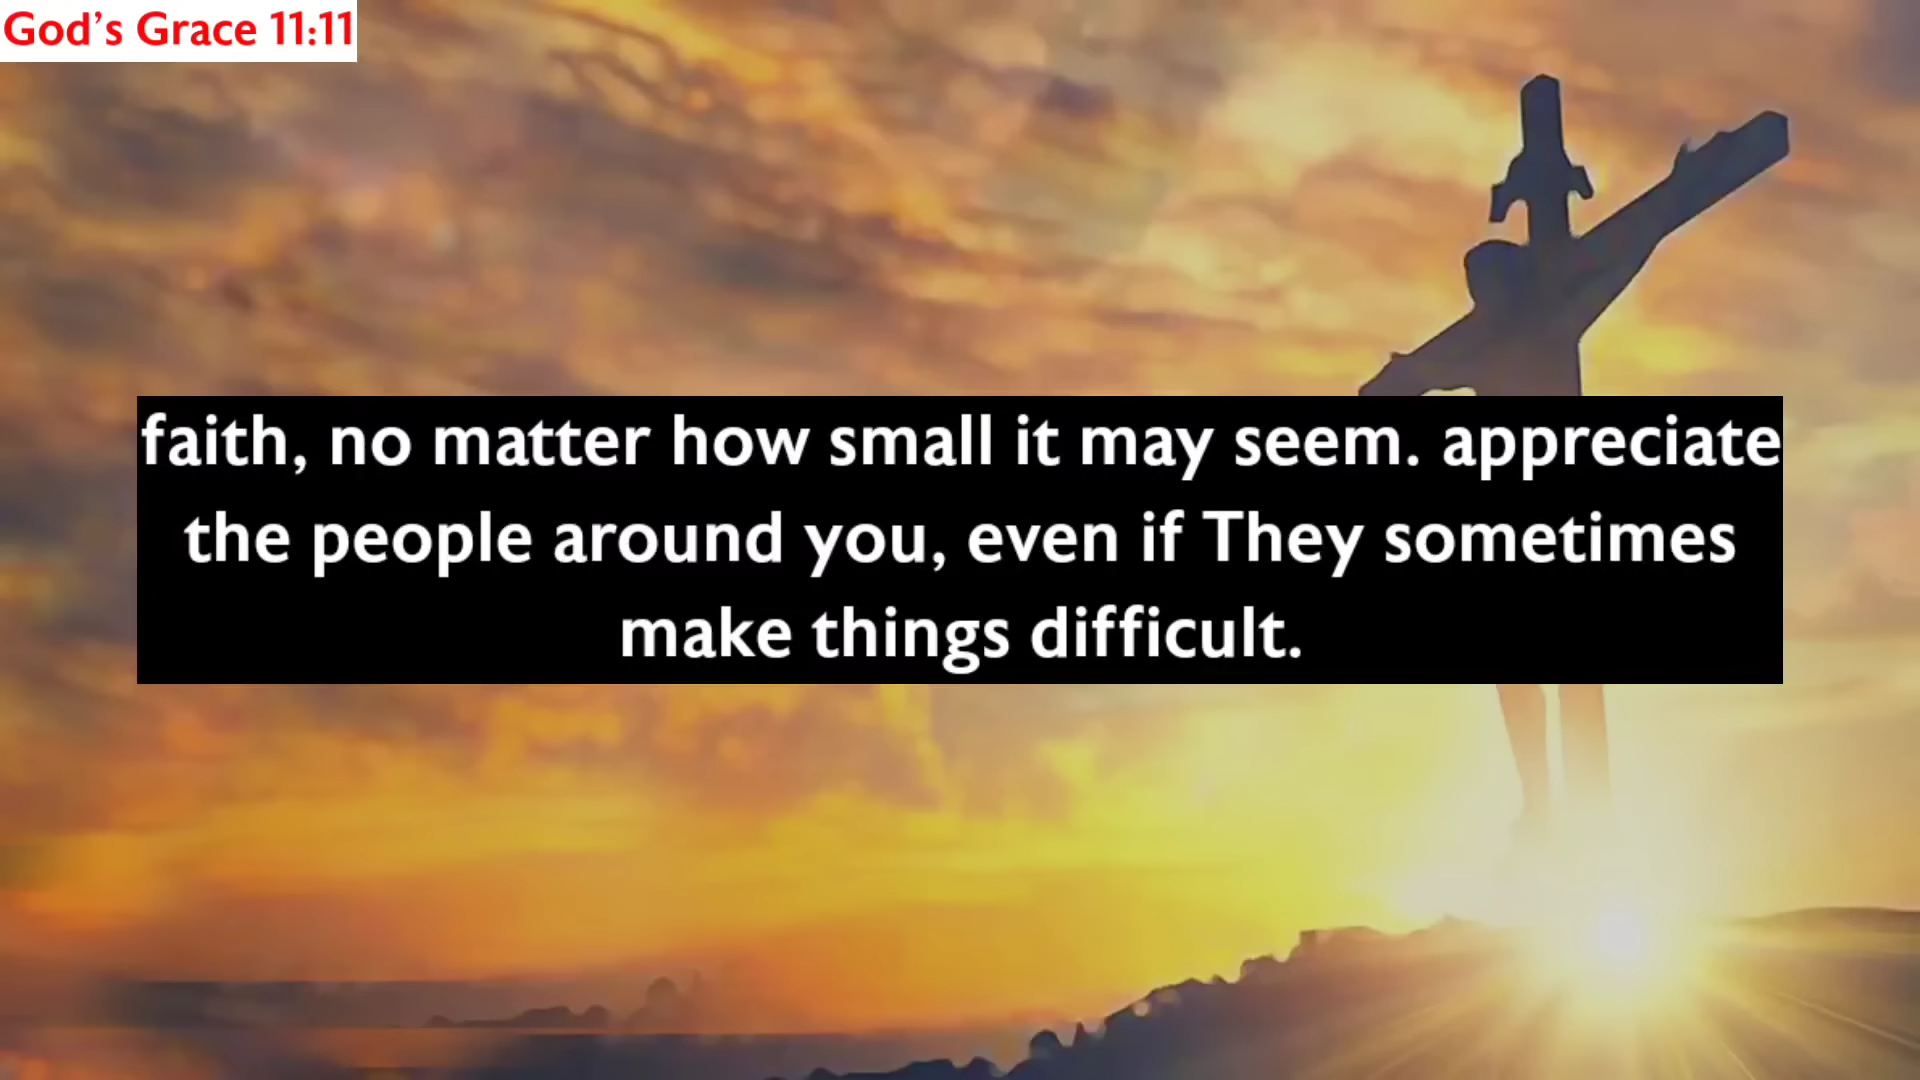 God’s Grace 11:11
faith, no matter how small it may seem. appreciate
the people around you, even if They sometimes
make things difficult.